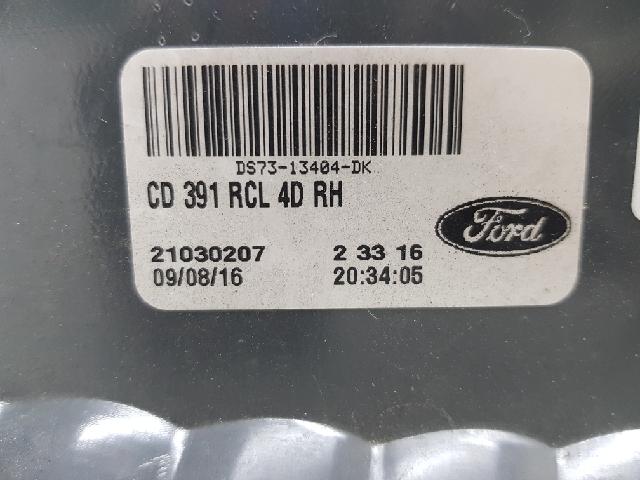 DS73-13404-DK
CD 391 RCL 4D RH
Ford
21030207 2 33 16
09/08/16 20:34:05